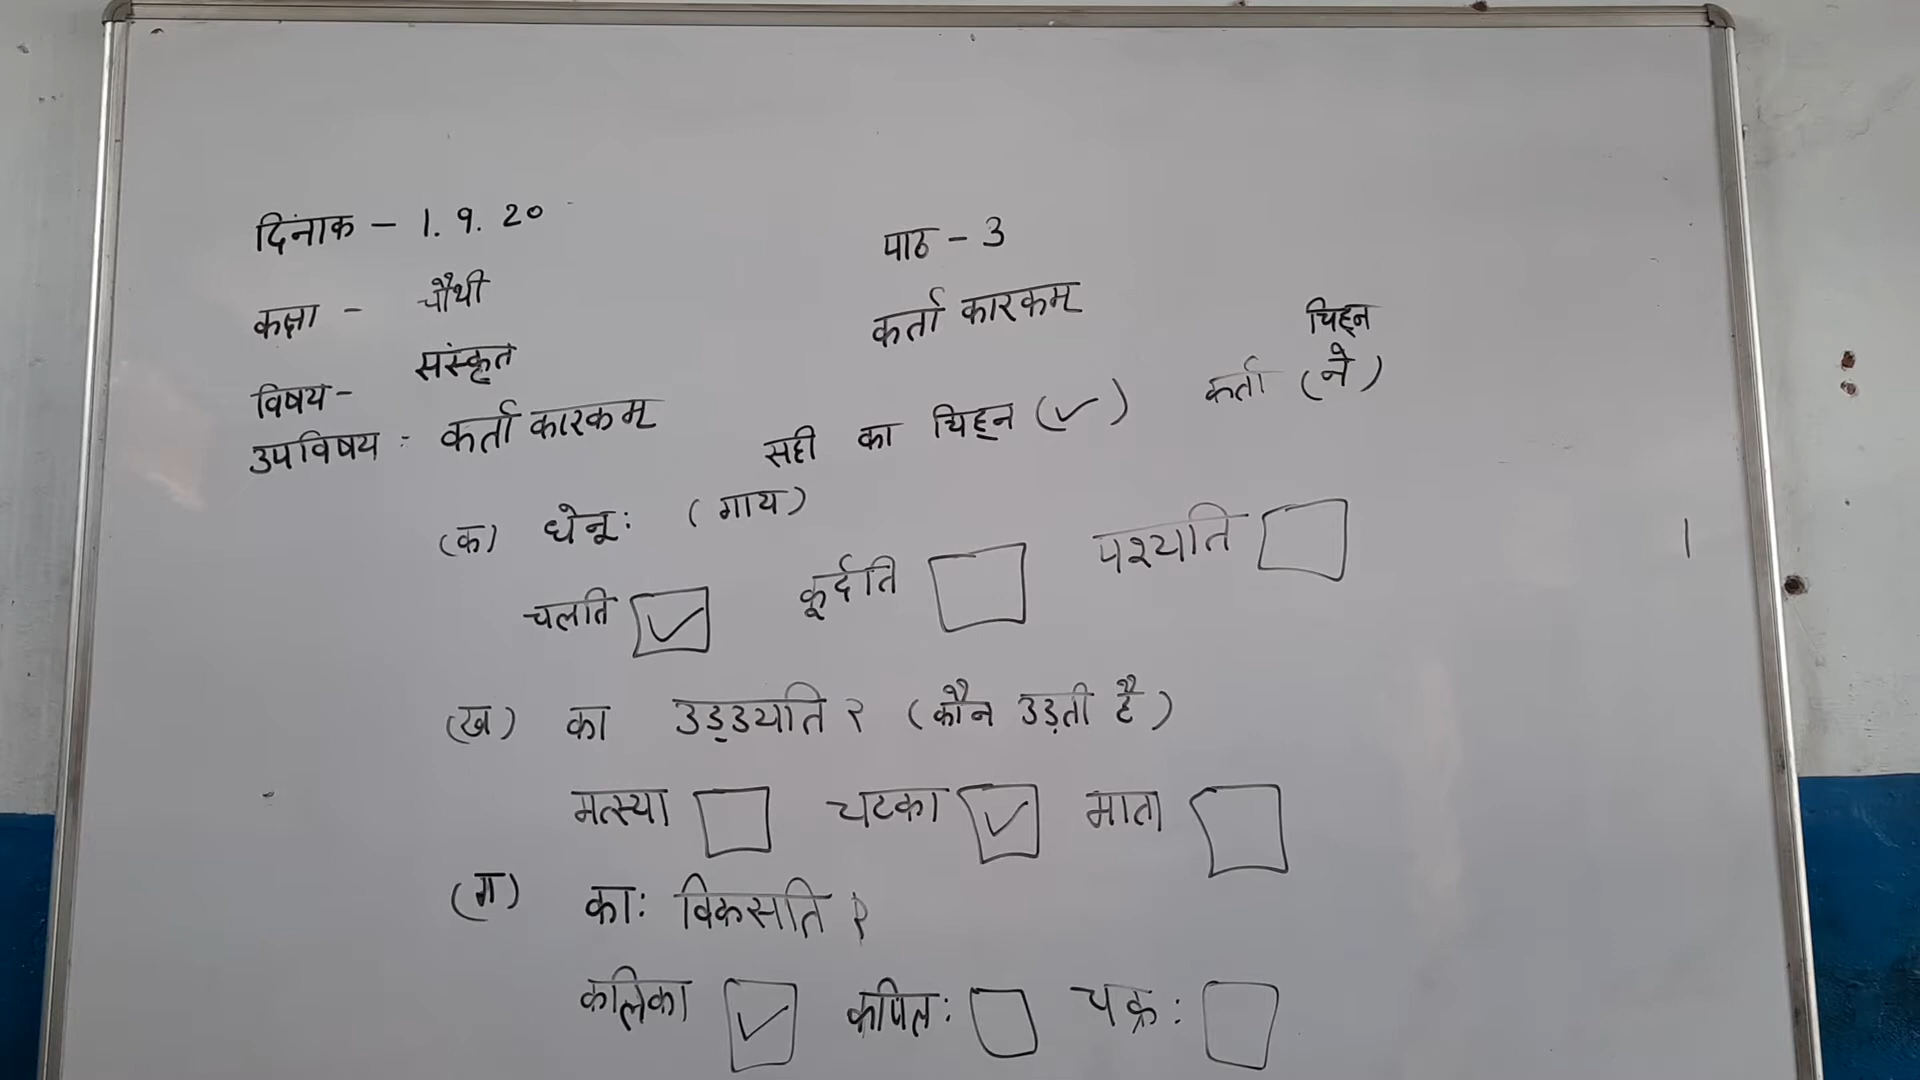 दिंनाक - 1.9.20
पाठ - 3
कक्षा - चौथी
कर्ता कारकम्
चिह्न
विषय- संस्कृत
कर्ता (ने)
उपविषय : कर्ता कारकम्
सही का चिह्न (✓)
(क) धेनू: (गाय)
चलति ☑ कूर्दति ☐ पश्यति ☐
(ख) का उड्डयति ? (कौन उड़ती है)
मत्स्या ☐ चटका ☑ माता ☐
(ग) का: विकसति ?
कलिका ☑ कपिल: ☐ चक्र: ☐